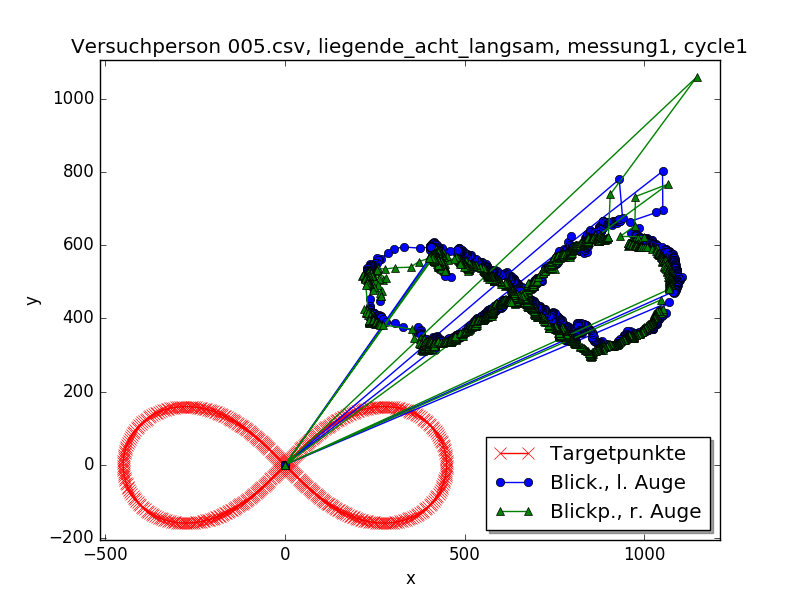 Versuchperson 005.csv, liegende_acht_langsam, messung1, cycle1
1000
800
600
400
200
0
−200
−500
0
500
1000
y
x
Targetpunkte
Blick., l. Auge
Blickp., r. Auge